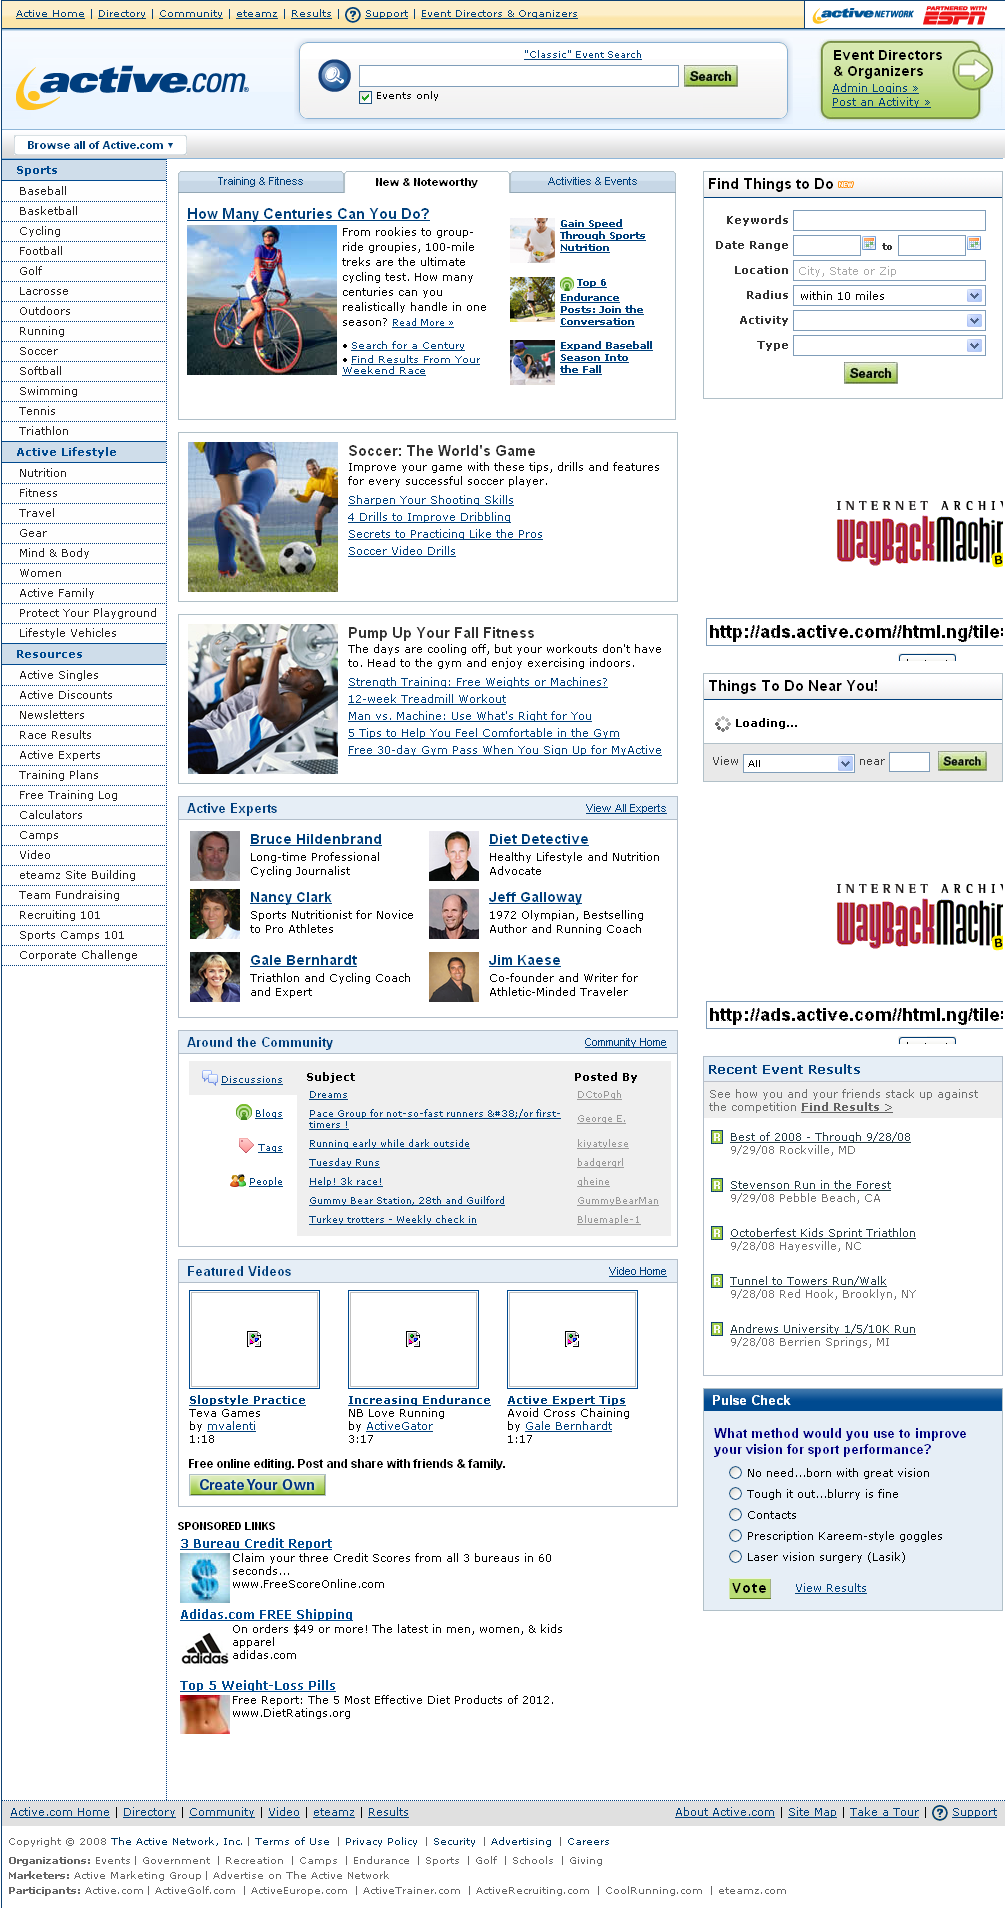 Active Home | Directory | Community | eteamz | Results | ? Support | Event Directors & Organizers
active NETWORK PARTNERED WITH ESPN
active.com
"Classic" Event Search
Search
Events only
Event Directors
& Organizers
Admin Logins »
Post an Activity »
Browse all of Active.com ▾
Sports
Baseball
Basketball
Cycling
Football
Golf
Lacrosse
Outdoors
Running
Soccer
Softball
Swimming
Tennis
Triathlon
Active Lifestyle
Nutrition
Fitness
Travel
Gear
Mind & Body
Women
Active Family
Protect Your Playground
Lifestyle Vehicles
Resources
Active Singles
Active Discounts
Newsletters
Race Results
Active Experts
Training Plans
Free Training Log
Calculators
Camps
Video
eteamz Site Building
Team Fundraising
Recruiting 101
Sports Camps 101
Corporate Challenge
Training & Fitness
New & Noteworthy
Activities & Events
How Many Centuries Can You Do?
From rookies to group-
ride groupies, 100-mile
treks are the ultimate
cycling test. How many
centuries can you
realistically handle in one
season? Read More »
• Search for a Century
• Find Results From Your
Weekend Race
Gain Speed
Through Sports
Nutrition
Top 6
Endurance
Posts: Join the
Conversation
Expand Baseball
Season Into
the Fall
Soccer: The World's Game
Improve your game with these tips, drills and features
for every successful soccer player.
Sharpen Your Shooting Skills
4 Drills to Improve Dribbling
Secrets to Practicing Like the Pros
Soccer Video Drills
Pump Up Your Fall Fitness
The days are cooling off, but your workouts don't have
to. Head to the gym and enjoy exercising indoors.
Strength Training: Free Weights or Machines?
12-week Treadmill Workout
Man vs. Machine: Use What's Right for You
5 Tips to Help You Feel Comfortable in the Gym
Free 30-day Gym Pass When You Sign Up for MyActive
Active Experts
View All Experts
Bruce Hildenbrand
Long-time Professional
Cycling Journalist
Diet Detective
Healthy Lifestyle and Nutrition
Advocate
Nancy Clark
Sports Nutritionist for Novice
to Pro Athletes
Jeff Galloway
1972 Olympian, Bestselling
Author and Running Coach
Gale Bernhardt
Triathlon and Cycling Coach
and Expert
Jim Kaese
Co-founder and Writer for
Athletic-Minded Traveler
Around the Community
Community Home
Discussions
Blogs
Tags
People
Subject Posted By
Dreams DCtoPgh
Pace Group for not-so-fast runners &#38;/or first-
timers ! George E.
Running early while dark outside kiyatylese
Tuesday Runs badgergrl
Help! 3k race! gheine
Gummy Bear Station, 28th and Guilford GummyBearMan
Turkey trotters - Weekly check in Bluemaple-1
Featured Videos
Video Home
Slopstyle Practice
Teva Games
by mvalenti
1:18
Increasing Endurance
NB Love Running
by ActiveGator
3:17
Active Expert Tips
Avoid Cross Chaining
by Gale Bernhardt
1:17
Free online editing. Post and share with friends & family.
Create Your Own
SPONSORED LINKS
3 Bureau Credit Report
Claim your three Credit Scores from all 3 bureaus in 60
seconds...
www.FreeScoreOnline.com
Adidas.com FREE Shipping
On orders $49 or more! The latest in men, women, & kids
apparel
adidas.com
adidas
Top 5 Weight-Loss Pills
Free Report: The 5 Most Effective Diet Products of 2012.
www.DietRatings.org
Find Things to Do NEW
Keywords
Date Range to
Location City, State or Zip
Radius within 10 miles
Activity
Type
Search
INTERNET ARCHIV
WayBackMachin
B
http://ads.active.com//html.ng/tile=
Things To Do Near You!
Loading...
View All near Search
INTERNET ARCHIV
WayBackMachin
B
http://ads.active.com//html.ng/tile=
Recent Event Results
See how you and your friends stack up against
the competition Find Results >
R Best of 2008 - Through 9/28/08
9/29/08 Rockville, MD
R Stevenson Run in the Forest
9/29/08 Pebble Beach, CA
R Octoberfest Kids Sprint Triathlon
9/28/08 Hayesville, NC
R Tunnel to Towers Run/Walk
9/28/08 Red Hook, Brooklyn, NY
R Andrews University 1/5/10K Run
9/28/08 Berrien Springs, MI
Pulse Check
What method would you use to improve
your vision for sport performance?
No need...born with great vision
Tough it out...blurry is fine
Contacts
Prescription Kareem-style goggles
Laser vision surgery (Lasik)
Vote View Results
Active.com Home | Directory | Community | Video | eteamz | Results
About Active.com | Site Map | Take a Tour | ? Support
Copyright © 2008 The Active Network, Inc. | Terms of Use | Privacy Policy | Security | Advertising | Careers
Organizations: Events | Government | Recreation | Camps | Endurance | Sports | Golf | Schools | Giving
Marketers: Active Marketing Group | Advertise on The Active Network
Participants: Active.com | ActiveGolf.com | ActiveEurope.com | ActiveTrainer.com | ActiveRecruiting.com | CoolRunning.com | eteamz.com